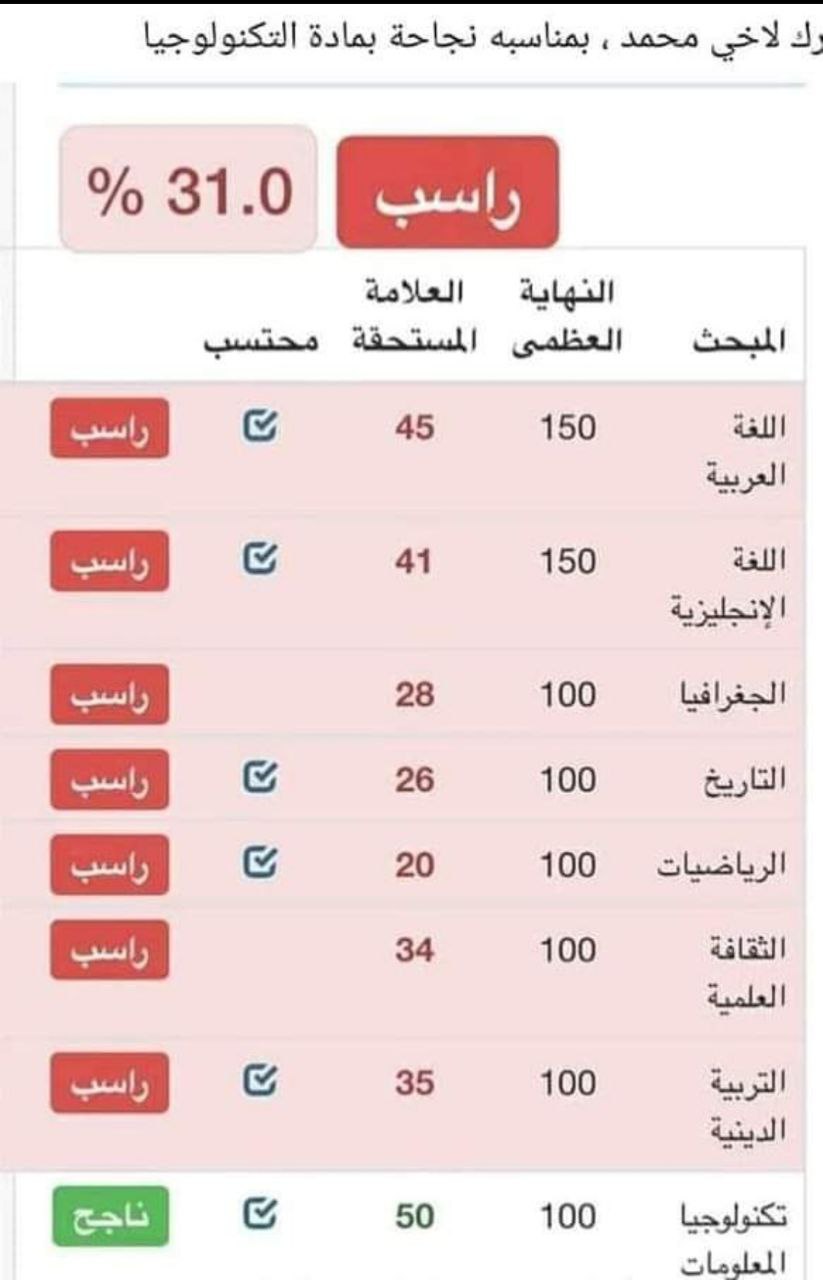 لاخي محمد ، بمناسبه نجاحة بمادة التكنولوجيا
راسب 31.0 %
المبحث النهاية العظمى العلامة المستحقة محتسب
اللغة العربية 150 45 راسب
اللغة الإنجليزية 150 41 راسب
الجغرافيا 100 28 راسب
التاريخ 100 26 راسب
الرياضيات 100 20 راسب
الثقافة العلمية 100 34 راسب
التربية الدينية 100 35 راسب
تكنولوجيا المعلومات 100 50 ناجح